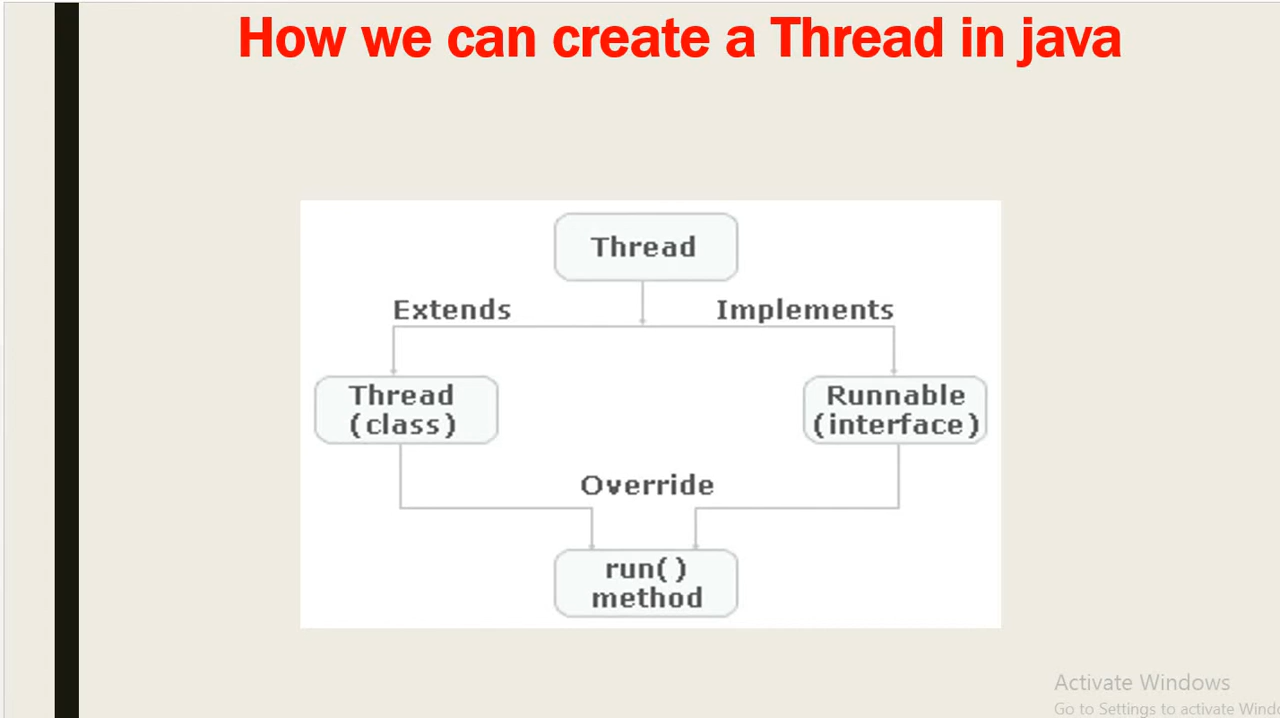 How we can create a Thread in java
Thread
Extends
Implements
Thread
(class)
Runnable
(interface)
Override
run( )
method
Activate Windows
Go to Settings to activate Wind